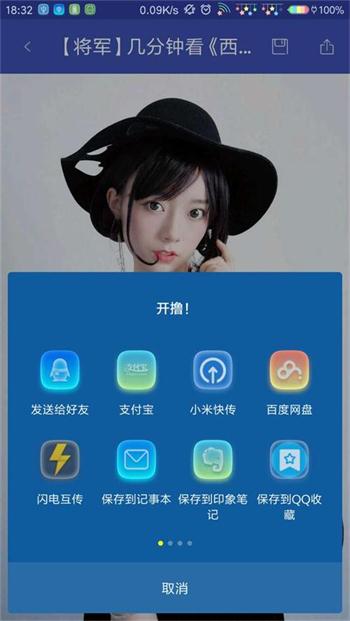 18:32
0.09K/s
100%
【将军】几分钟看《西...
开撸!
发送给好友
支付宝
小米快传
百度网盘
闪电互传
保存到记事本
保存到印象笔
记
保存到QQ收
藏
取消